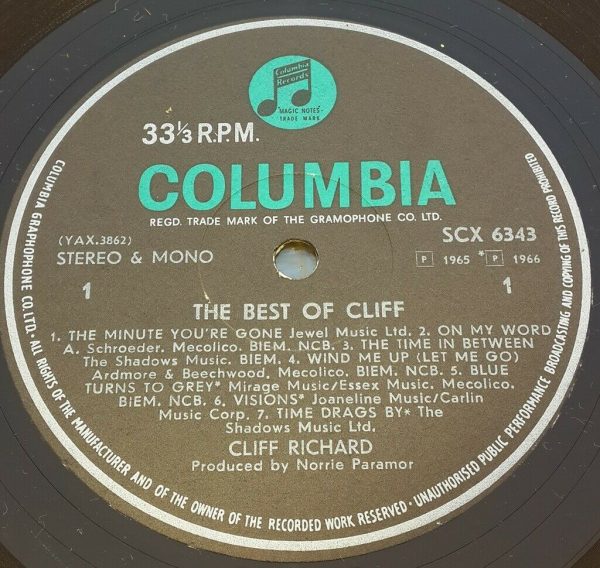 Columbia
Records
"MAGIC NOTES"
TRADE MARK
33⅓ R.P.M.
COLUMBIA
REGD. TRADE MARK OF THE GRAMOPHONE CO. LTD.
(YAX.3862)
STEREO & MONO
1
SCX 6343
P 1965 *P 1966
1
THE BEST OF CLIFF
1. THE MINUTE YOU'RE GONE Jewel Music Ltd. 2. ON MY WORD
A. Schroeder. Mecolico. BIEM. NCB. 3. THE TIME IN BETWEEN
The Shadows Music. BIEM. 4. WIND ME UP (LET ME GO)
Ardmore & Beechwood, Mecolico. BIEM. NCB. 5. BLUE
TURNS TO GREY* Mirage Music/Essex Music. Mecolico.
BIEM. NCB. 6. VISIONS* Joaneline Music/Carlin
Music Corp. 7. TIME DRAGS BY* The
Shadows Music Ltd.
CLIFF RICHARD
Produced by Norrie Paramor
COLUMBIA GRAPHOPHONE CO. LTD. · ALL RIGHTS OF THE MANUFACTURER AND OF THE OWNER OF THE RECORDED WORK RESERVED · UNAUTHORISED PUBLIC PERFORMANCE BROADCASTING AND COPYING OF THIS RECORD PROHIBITED